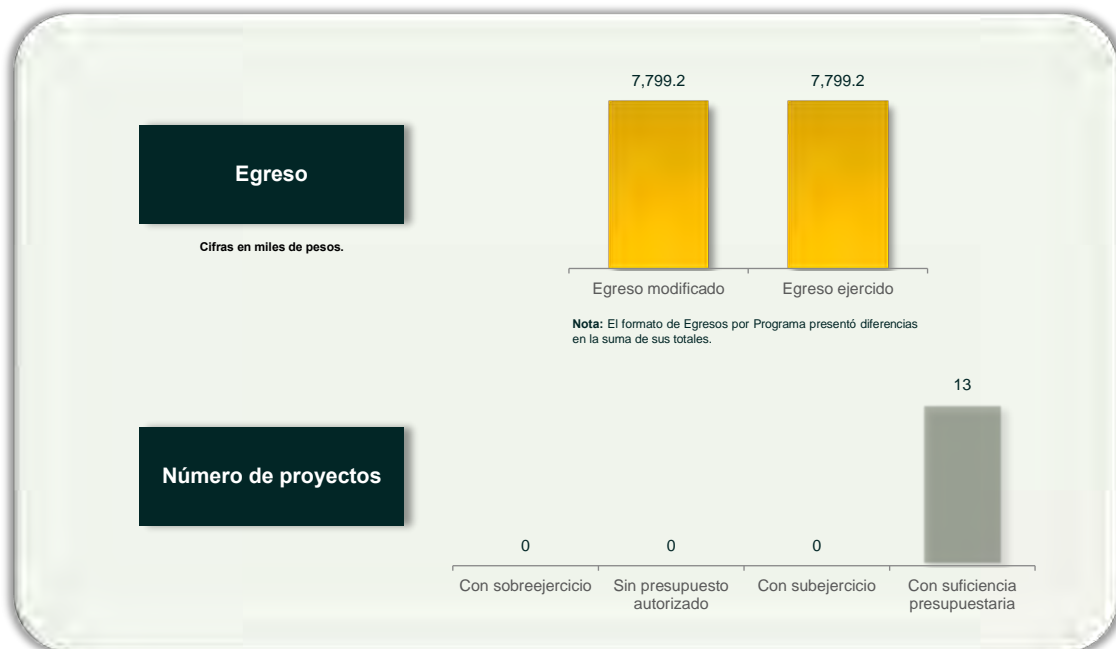 7,799.2 7,799.2
Egreso
Cifras en miles de pesos.
Egreso modificado Egreso ejercido
Nota: El formato de Egresos por Programa presentó diferencias
en la suma de sus totales.
13
Número de proyectos
0 0 0
Con sobreejercicio Sin presupuesto Con subejercicio Con suficiencia
autorizado presupuestaria